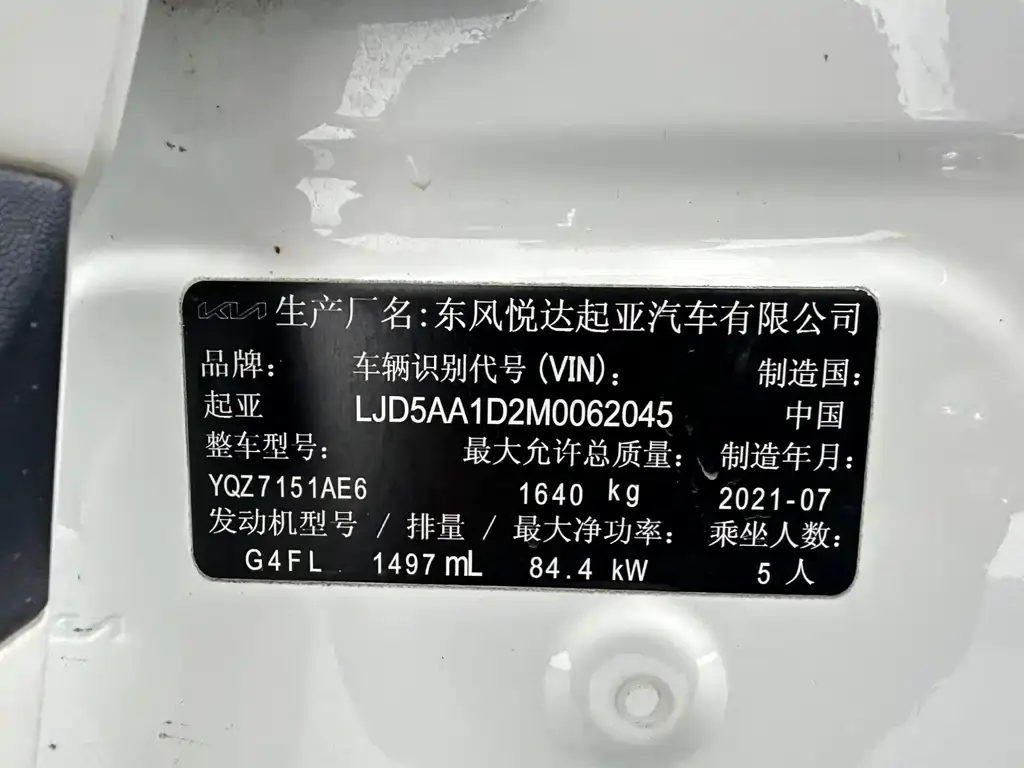 KIA 生产厂名:东风悦达起亚汽车有限公司
品牌: 车辆识别代号(VIN): 制造国:
起亚 LJD5AA1D2M0062045 中国
整车型号: 最大允许总质量: 制造年月:
YQZ7151AE6 1640 kg 2021-07
发动机型号 / 排量 / 最大净功率: 乘坐人数:
G4FL 1497 mL 84.4 kW 5 人